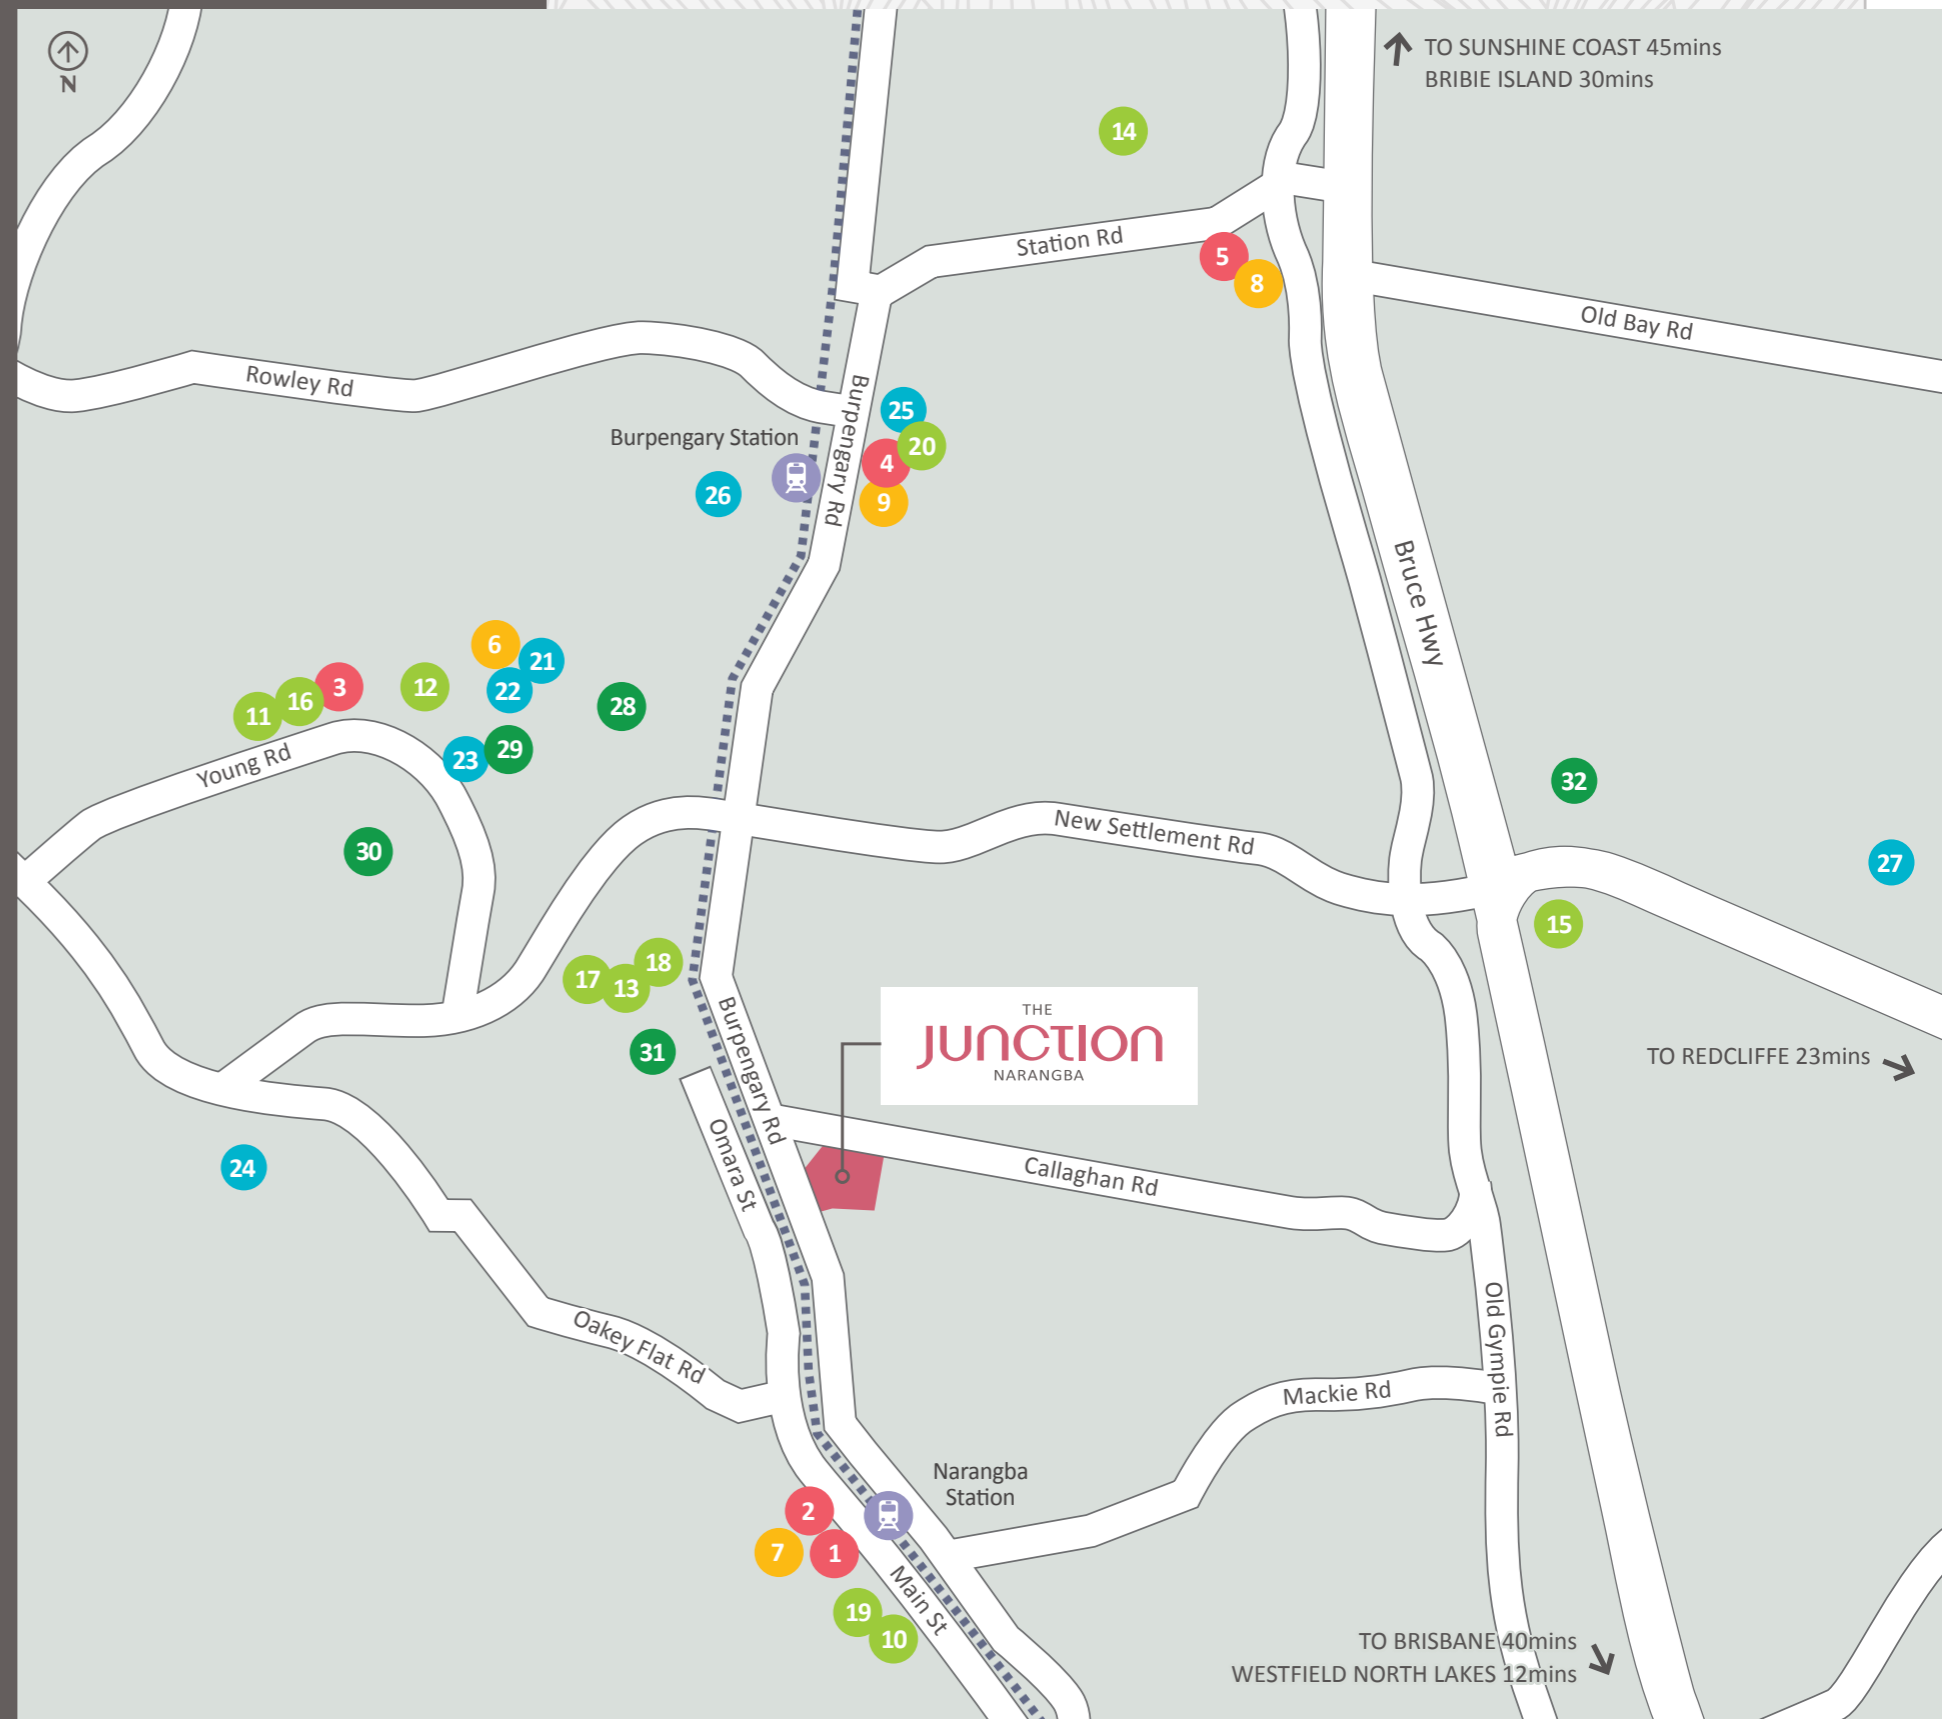 N
TO SUNSHINE COAST 45mins
BRIBIE ISLAND 30mins
14
Station Rd
5
8
Old Bay Rd
Rowley Rd
Burpengary Rd
25
Burpengary Station
20
4
26
9
Bruce Hwy
6
21
3
12
22
16
11
28
29
23
Young Rd
32
New Settlement Rd
30
27
15
18
17
13
Burpengary Rd
THE
JUNCTION
NARANGBA
31
TO REDCLIFFE 23mins
Omara St
Callaghan Rd
24
Old Gympie Rd
Oakey Flat Rd
Mackie Rd
Narangba
Station
2
7
1
Main St
19
10
TO BRISBANE 40mins
WESTFIELD NORTH LAKES 12mins